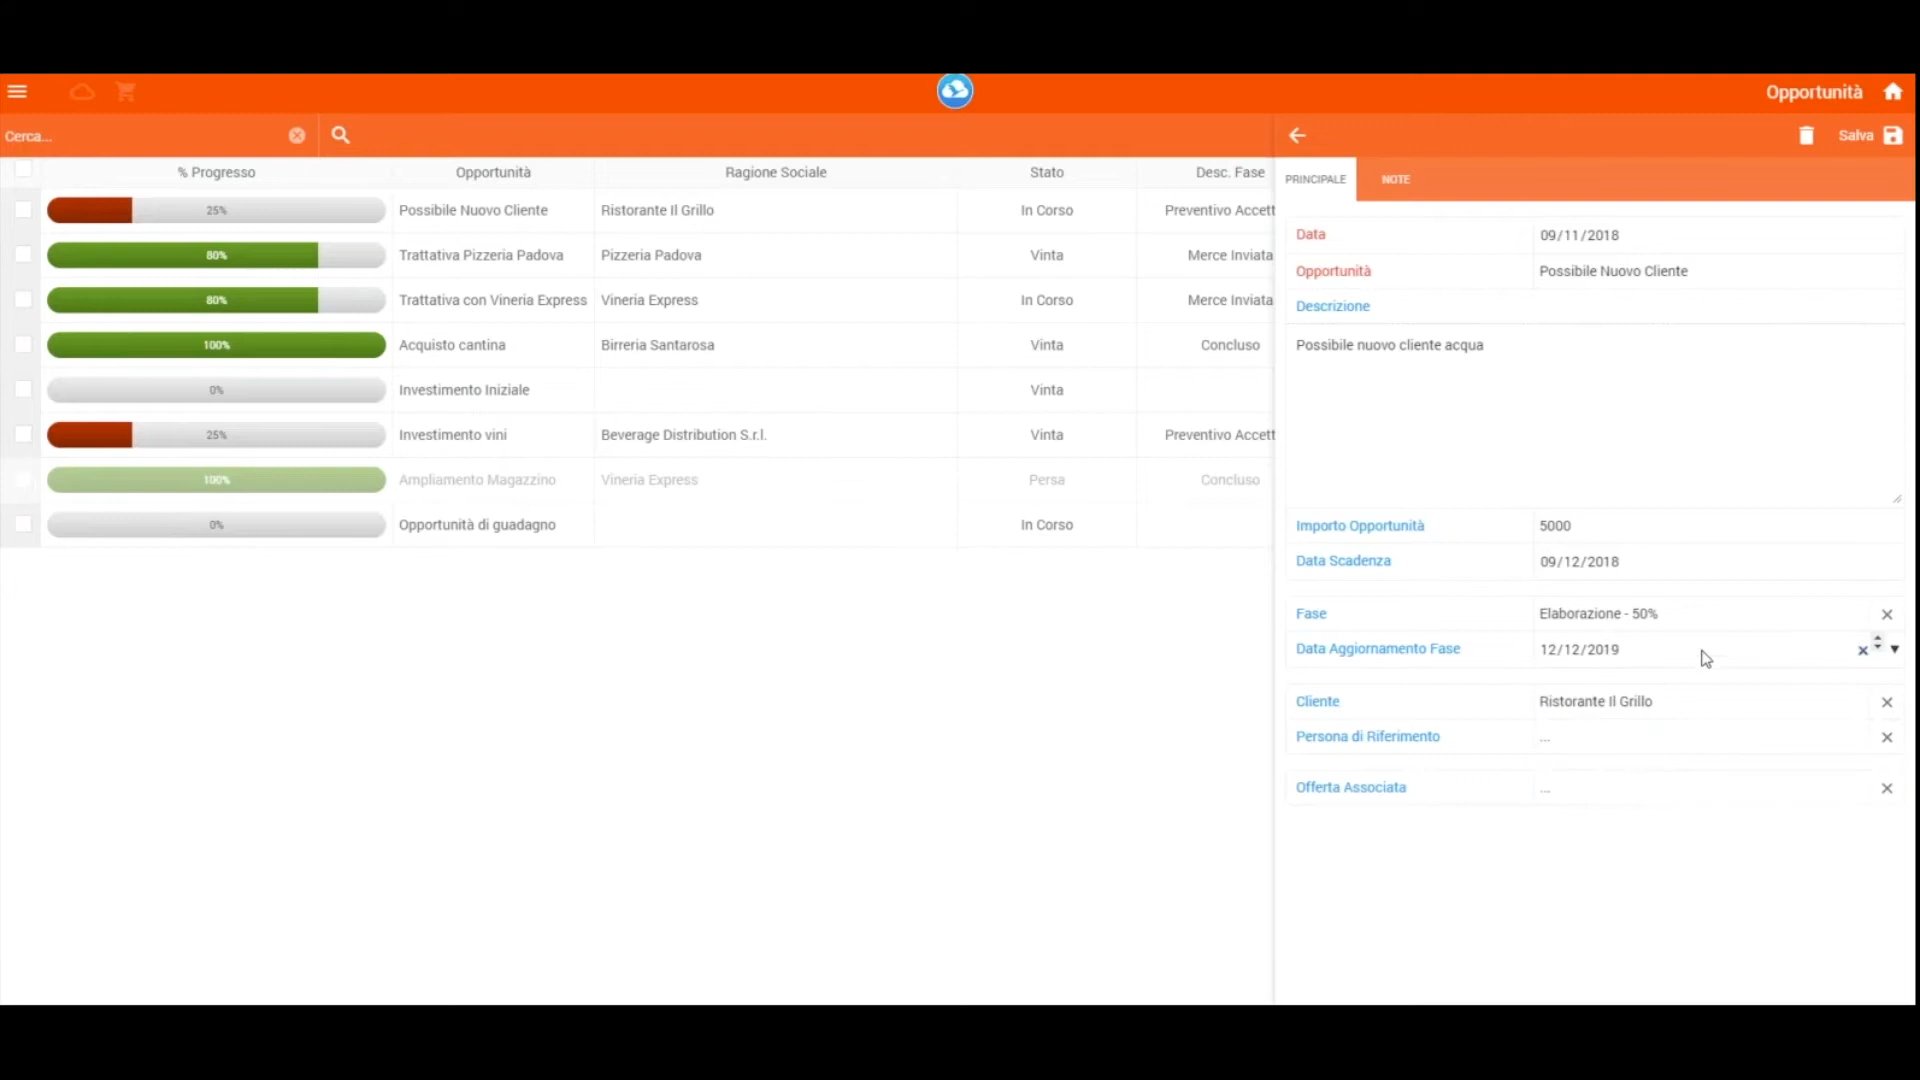 Opportunità
Cerca...
Salva
% Progresso Opportunità Ragione Sociale Stato Desc. Fase
PRINCIPALE NOTE
25% Possibile Nuovo Cliente Ristorante Il Grillo In Corso Preventivo Accett
80% Trattativa Pizzeria Padova Pizzeria Padova Vinta Merce Inviata
80% Trattativa con Vineria Express Vineria Express In Corso Merce Inviata
100% Acquisto cantina Birreria Santarosa Vinta Concluso
0% Investimento Iniziale Vinta
25% Investimento vini Beverage Distribution S.r.l. Vinta Preventivo Accett
100% Ampliamento Magazzino Vineria Express Persa Concluso
0% Opportunità di guadagno In Corso
Data 09/11/2018
Opportunità Possibile Nuovo Cliente
Descrizione
Possibile nuovo cliente acqua
Importo Opportunità 5000
Data Scadenza 09/12/2018
Fase Elaborazione - 50%
Data Aggiornamento Fase 12/12/2019
Cliente Ristorante Il Grillo
Persona di Riferimento ...
Offerta Associata ...